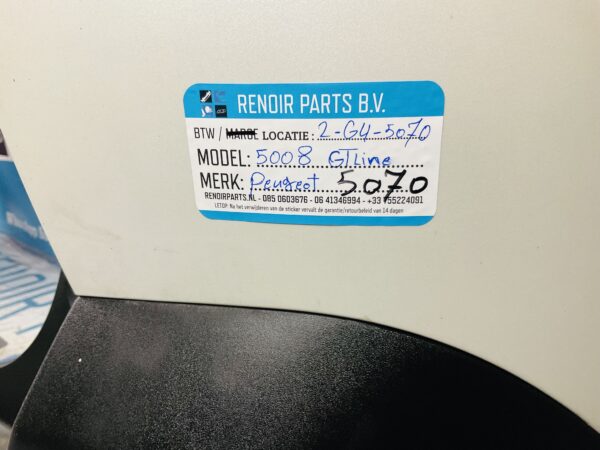 RENOIR PARTS B.V.
BTW / MARGE LOCATIE: 2-G4-5070
MODEL: 5008 GTLine
MERK: Peugeot 5070
RENOIRPARTS.NL - 085 0603676 - 06 41346994 - +33 755224091
LETOP: Na het verwijderen van de sticker vervalt de garantie/retourbeleid van 14 dagen